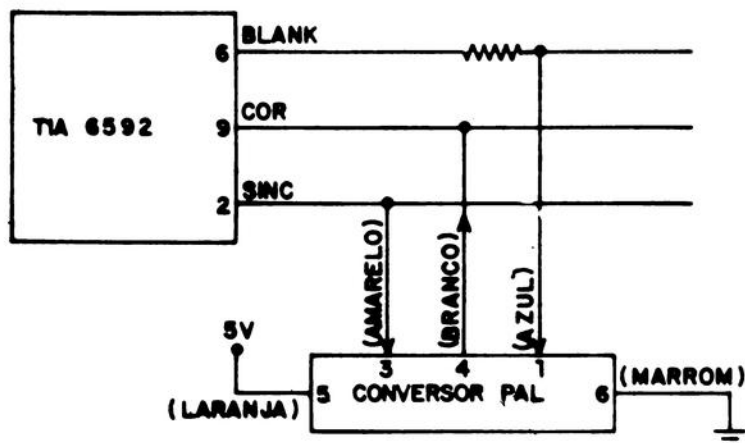 6 BLANK
TIA 6592
9 COR
2 SINC
(AMARELO)
(BRANCO)
(AZUL)
5V
3 4 1
(LARANJA)
5 CONVERSOR PAL 6
(MARROM)